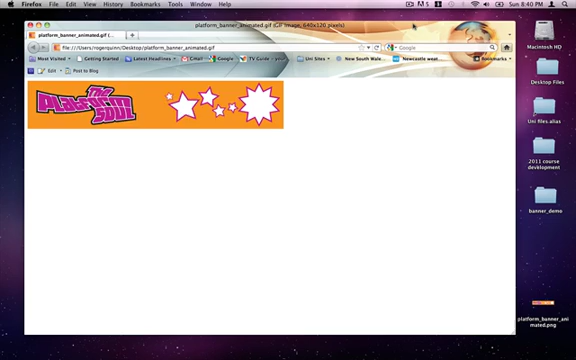 Firefox File Edit View History Bookmarks Tools Window Help
Sun 8:40 PM
platform_banner_animated.gif (GIF Image, 640x120 pixels)
file:///Users/rogerquinn/Desktop/platform_banner_animated.gif
Google
Most Visited Getting Started Latest Headlines Gmail Google TV Guide - your Uni Sites New South Wale Newcastle weat Bookmarks
platform_banner_animated.gif (...
Edit Post to Blog
THE
PLATFORM
SOUL
Macintosh HD
Desktop Files
Uni files alias
2011 course
development
banner_demo
platform_banner_ani
mated.png